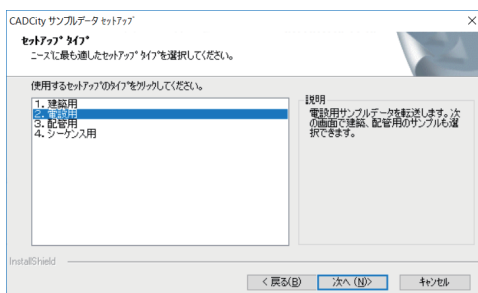 CADCity サンプルデータ セットアップ
セットアップ タイプ
ニーズに最も適したセットアップ タイプを選択してください。
使用するセットアップのタイプをクリックしてください。
1. 建築用
2. 電設用
3. 配管用
4. シーケンス用
説明
電設用サンプルデータを転送します。次
の画面で建築、配管用のサンプルも選
択できます。
InstallShield
< 戻る(B)
次へ (N)>
キャンセル